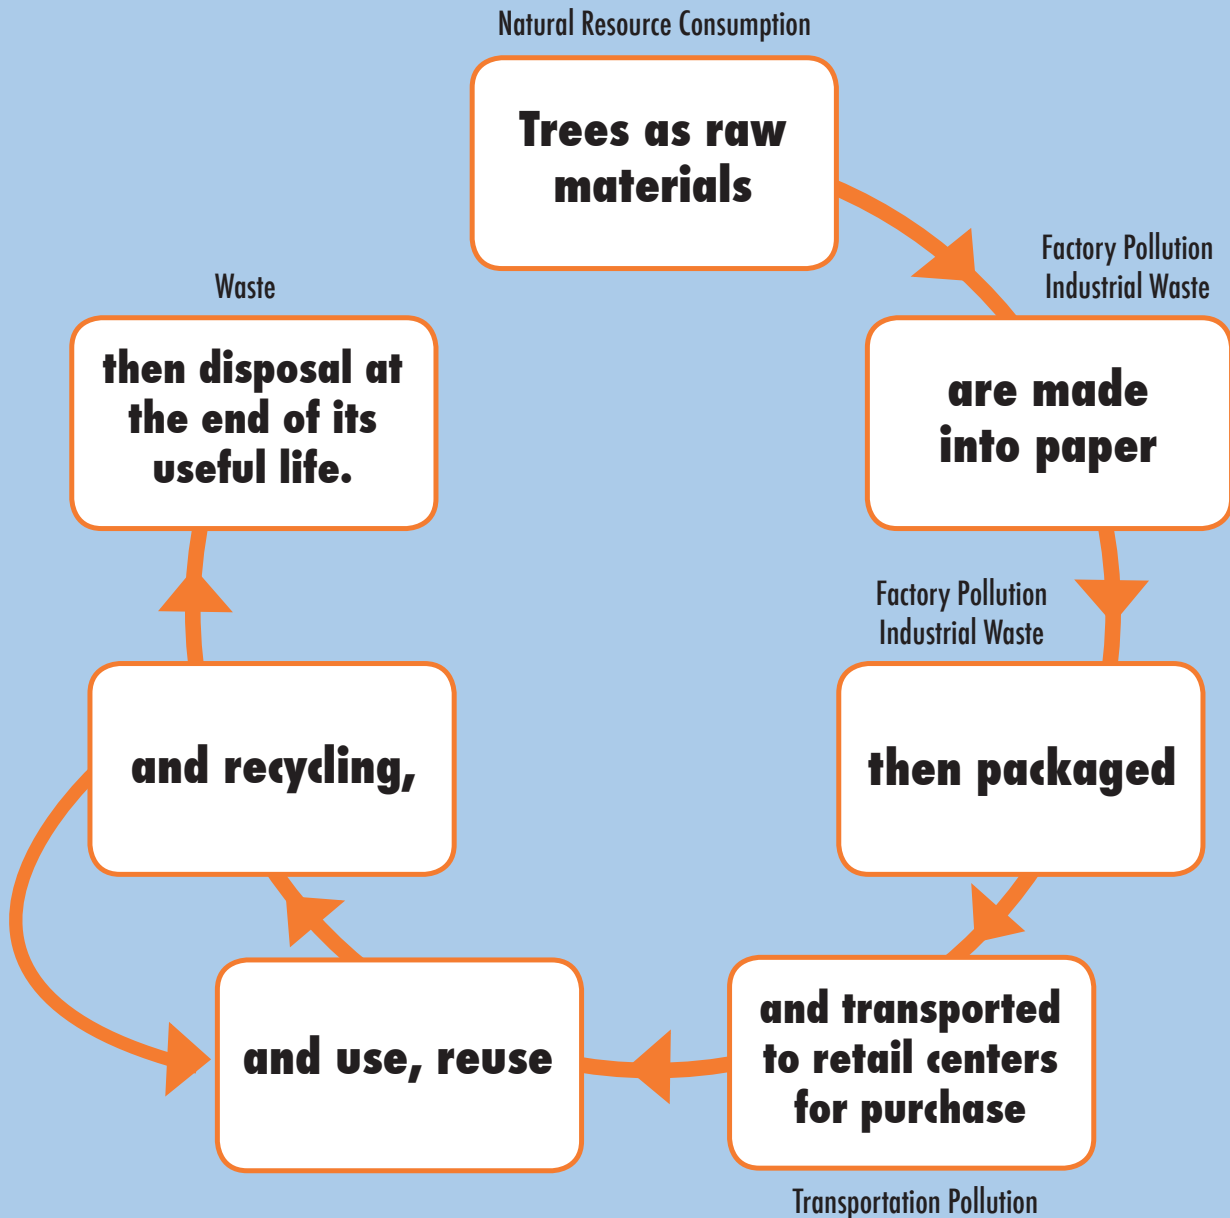 Natural Resource Consumption
Trees as raw
materials
Factory Pollution
Industrial Waste
are made
into paper
Factory Pollution
Industrial Waste
then packaged
and transported
to retail centers
for purchase
Transportation Pollution
and use, reuse
and recycling,
Waste
then disposal at
the end of its
useful life.